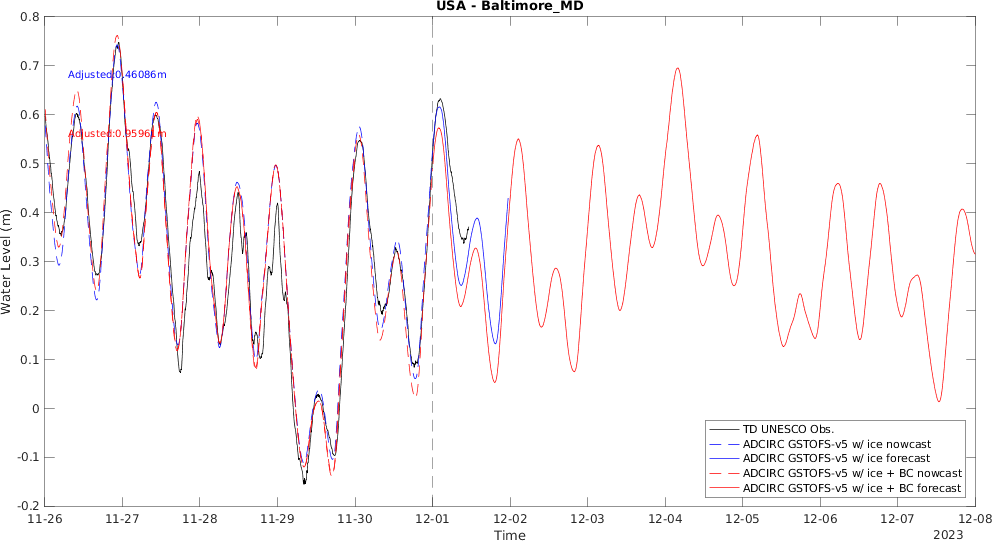 USA - Baltimore_MD
0.8
0.7
0.6
0.5
0.4
0.3
0.2
0.1
0
-0.1
-0.2
Water Level (m)
Adjusted:0.46086m
Adjusted:0.95961m
TD UNESCO Obs.
ADCIRC GSTOFS-v5 w/ ice nowcast
ADCIRC GSTOFS-v5 w/ ice forecast
ADCIRC GSTOFS-v5 w/ ice + BC nowcast
ADCIRC GSTOFS-v5 w/ ice + BC forecast
11-26 11-27 11-28 11-29 11-30 12-01 12-02 12-03 12-04 12-05 12-06 12-07 12-08
Time
2023